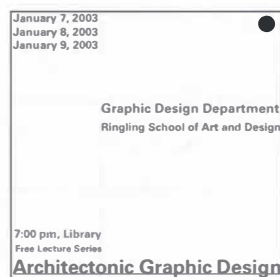 January 7, 2003
January 8, 2003
January 9, 2003
Graphic Design Department
Ringling School of Art and Design
7:00 pm, Library
Free Lecture Series
Architectonic Graphic Design